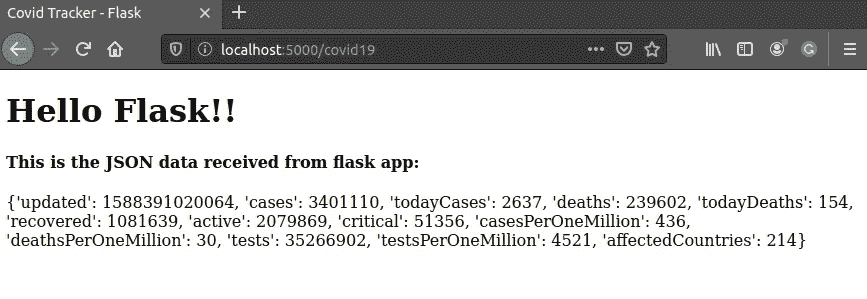 Covid Tracker - Flask
localhost:5000/covid19
Hello Flask!!
This is the JSON data received from flask app:
{'updated': 1588391020064, 'cases': 3401110, 'todayCases': 2637, 'deaths': 239602, 'todayDeaths': 154,
'recovered': 1081639, 'active': 2079869, 'critical': 51356, 'casesPerOneMillion': 436,
'deathsPerOneMillion': 30, 'tests': 35266902, 'testsPerOneMillion': 4521, 'affectedCountries': 214}